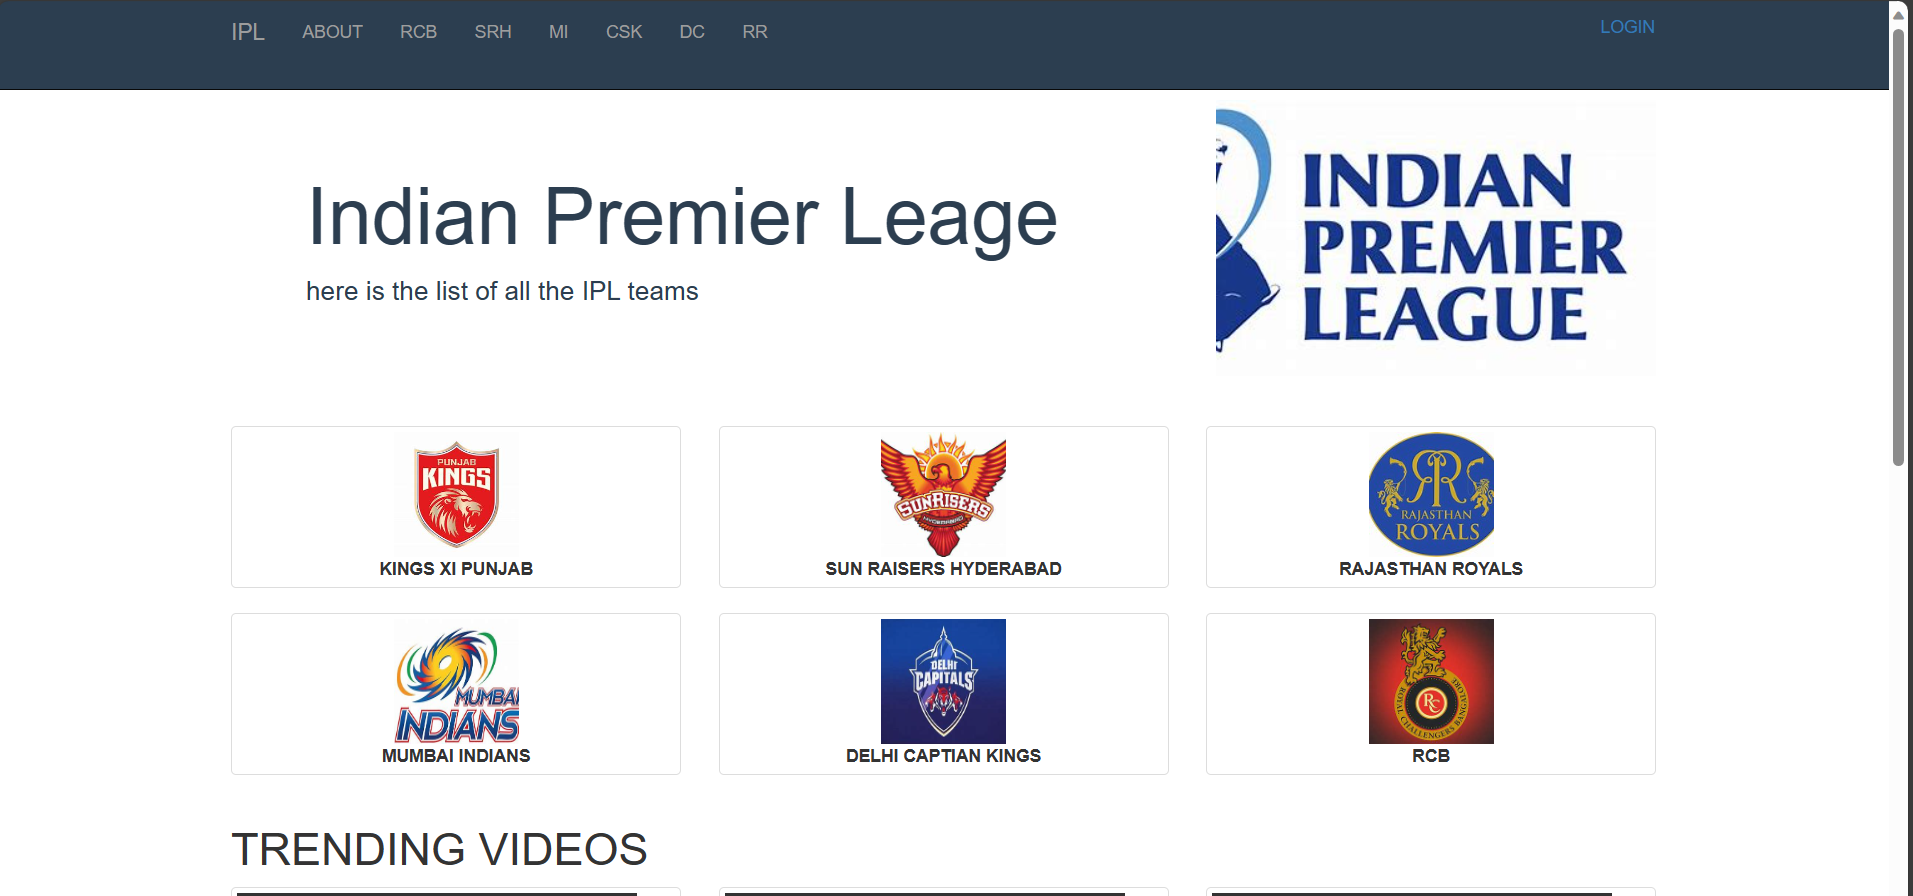 IPL ABOUT RCB SRH MI CSK DC RR LOGIN
Indian Premier Leage
here is the list of all the IPL teams
INDIAN
PREMIER
LEAGUE
PUNJAB
KINGS
KINGS XI PUNJAB
SUNRISERS
HYDERABAD
SUN RAISERS HYDERABAD
RR
RAJASTHAN
ROYALS
RAJASTHAN ROYALS
MUMBAI
INDIANS
MUMBAI INDIANS
DELHI
CAPITALS
DELHI CAPTIAN KINGS
RC
ROYAL CHALLENGERS BANGALORE
RCB
TRENDING VIDEOS